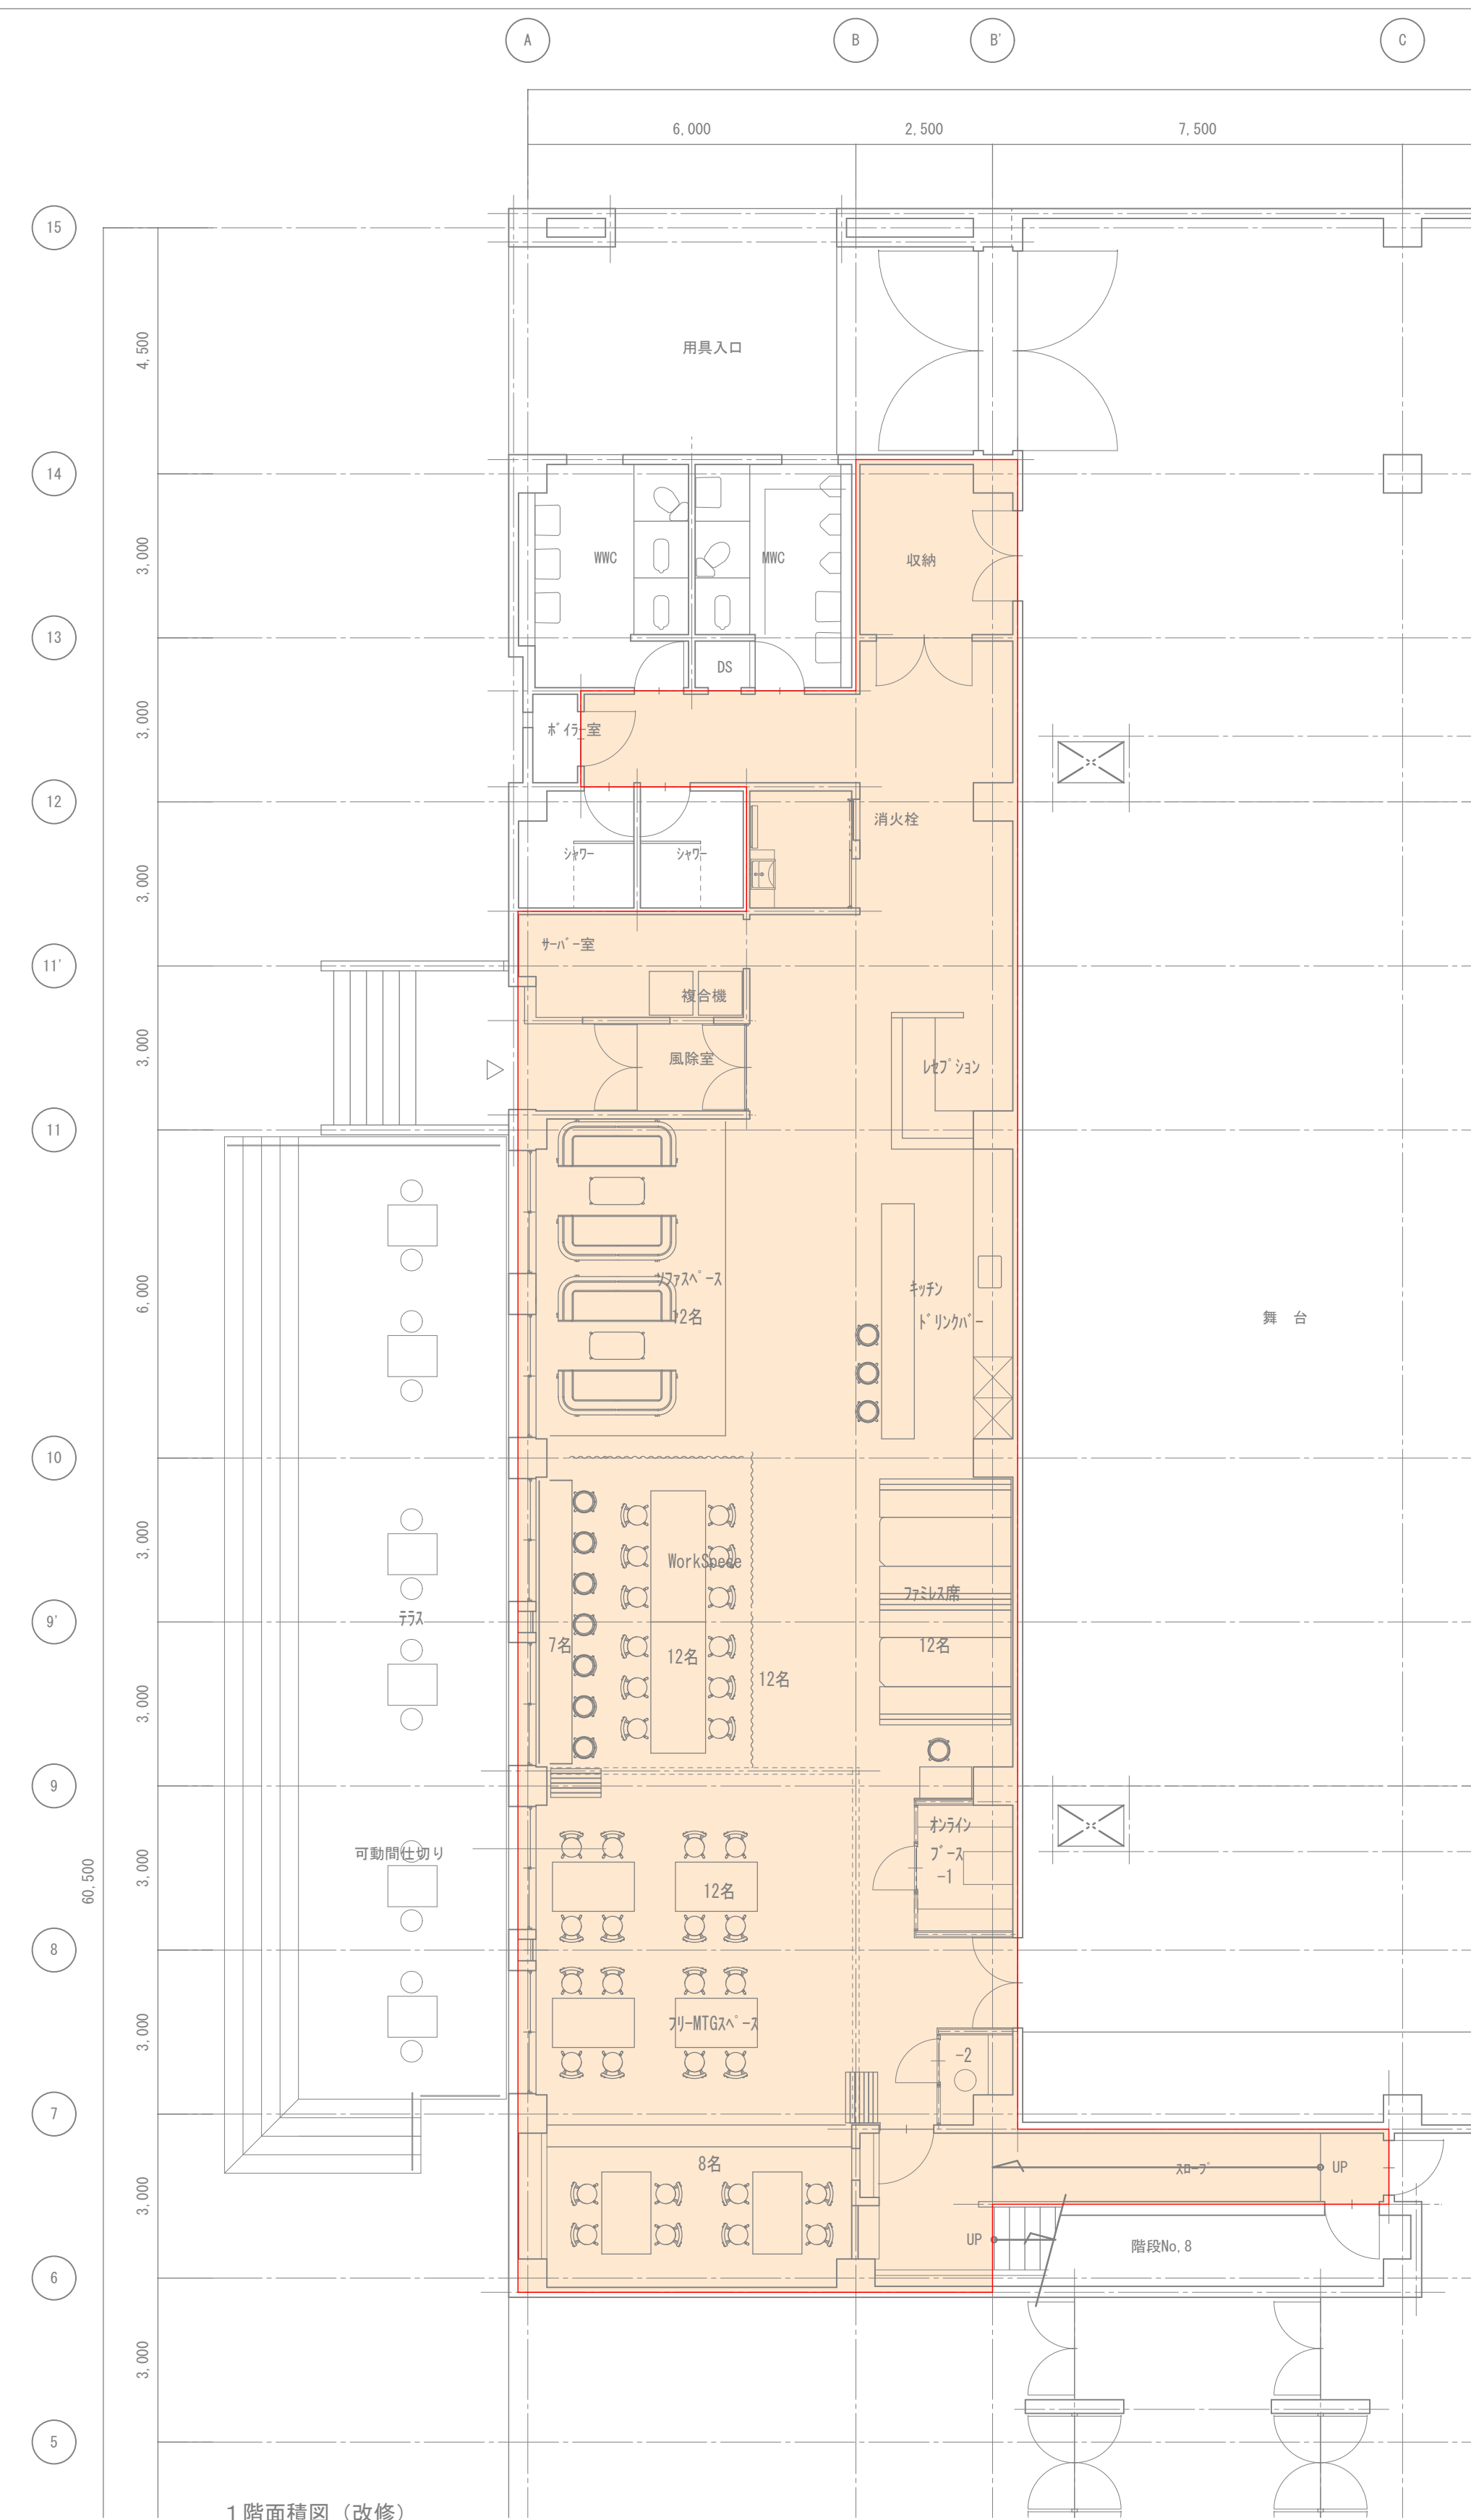 A
B
B'
C
6,000
2,500
7,500
15
4,500
用具入口
14
3,000
WWC
MWC
収納
13
DS
3,000
ボイラー室
12
消火栓
3,000
シャワー
シャワー
サーバー室
11'
複合機
3,000
風除室
レセプション
11
6,000
ソファスペース
12名
キッチン
ドリンクバー
舞 台
10
3,000
WorkSpece
ファミレス席
9'
テラス
7名
12名
12名
12名
3,000
9
オンライン
ブース
-1
可動間仕切り
3,000
60,500
12名
8
3,000
フリーMTGスペース
-2
7
8名
スロープ
UP
3,000
UP
階段No,8
6
3,000
5
1階面積図(改修)